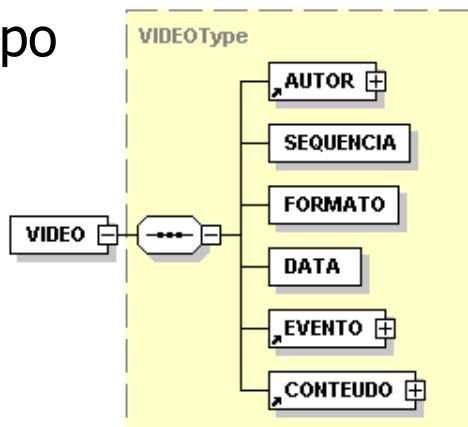 po
VIDEOType
AUTOR
SEQUENCIA
FORMATO
VIDEO
DATA
EVENTO
CONTEUDO